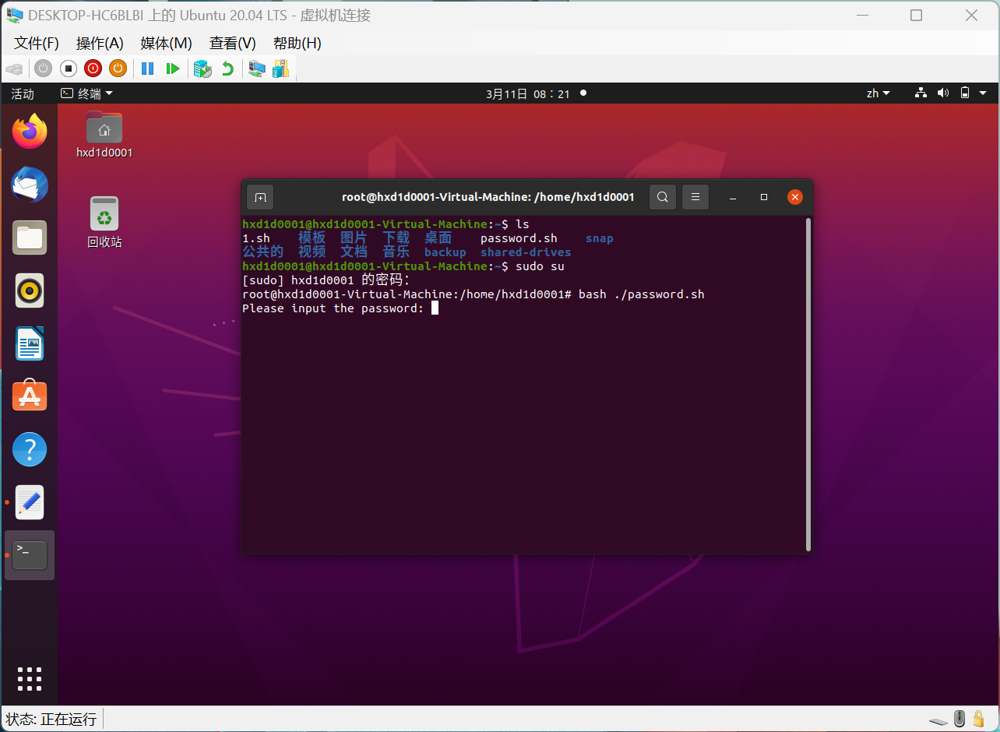 DESKTOP-HC6BLBI 上的 Ubuntu 20.04 LTS - 虚拟机连接
文件(F) 操作(A) 媒体(M) 查看(V) 帮助(H)
活动 终端 3月11日 08：21 zh
hxd1d0001
回收站
root@hxd1d0001-Virtual-Machine: /home/hxd1d0001
hxd1d0001@hxd1d0001-Virtual-Machine:~$ ls
1.sh 模板 图片 下载 桌面 password.sh snap
公共的 视频 文档 音乐 backup shared-drives
hxd1d0001@hxd1d0001-Virtual-Machine:~$ sudo su
[sudo] hxd1d0001 的密码：
root@hxd1d0001-Virtual-Machine:/home/hxd1d0001# bash ./password.sh
Please input the password:
状态: 正在运行